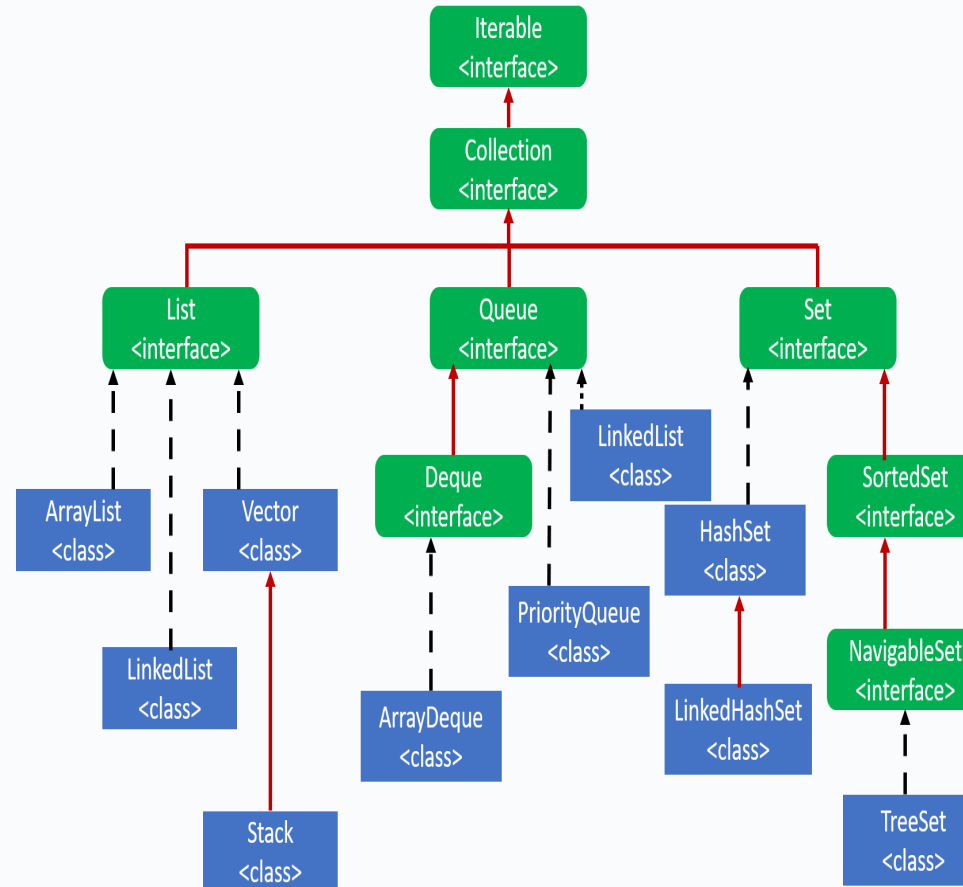 Iterable
<interface>
Collection
<interface>
List
<interface>
Queue
<interface>
Set
<interface>
LinkedList
<class>
Deque
<interface>
SortedSet
<interface>
ArrayList
<class>
Vector
<class>
HashSet
<class>
PriorityQueue
<class>
NavigableSet
<interface>
LinkedList
<class>
ArrayDeque
<class>
LinkedHashSet
<class>
TreeSet
<class>
Stack
<class>